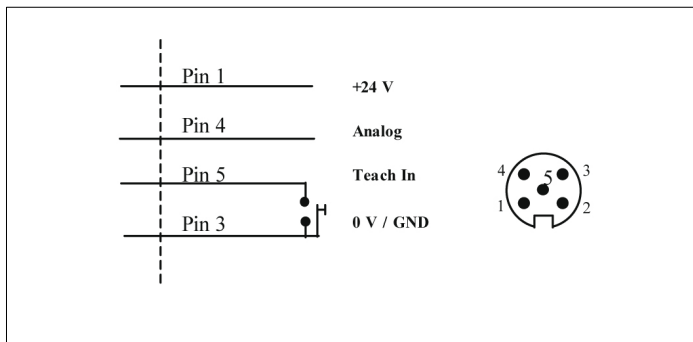 Pin 1 +24 V
Pin 4 Analog
Pin 5 Teach In
Pin 3 0 V / GND
4 5 3
1 2